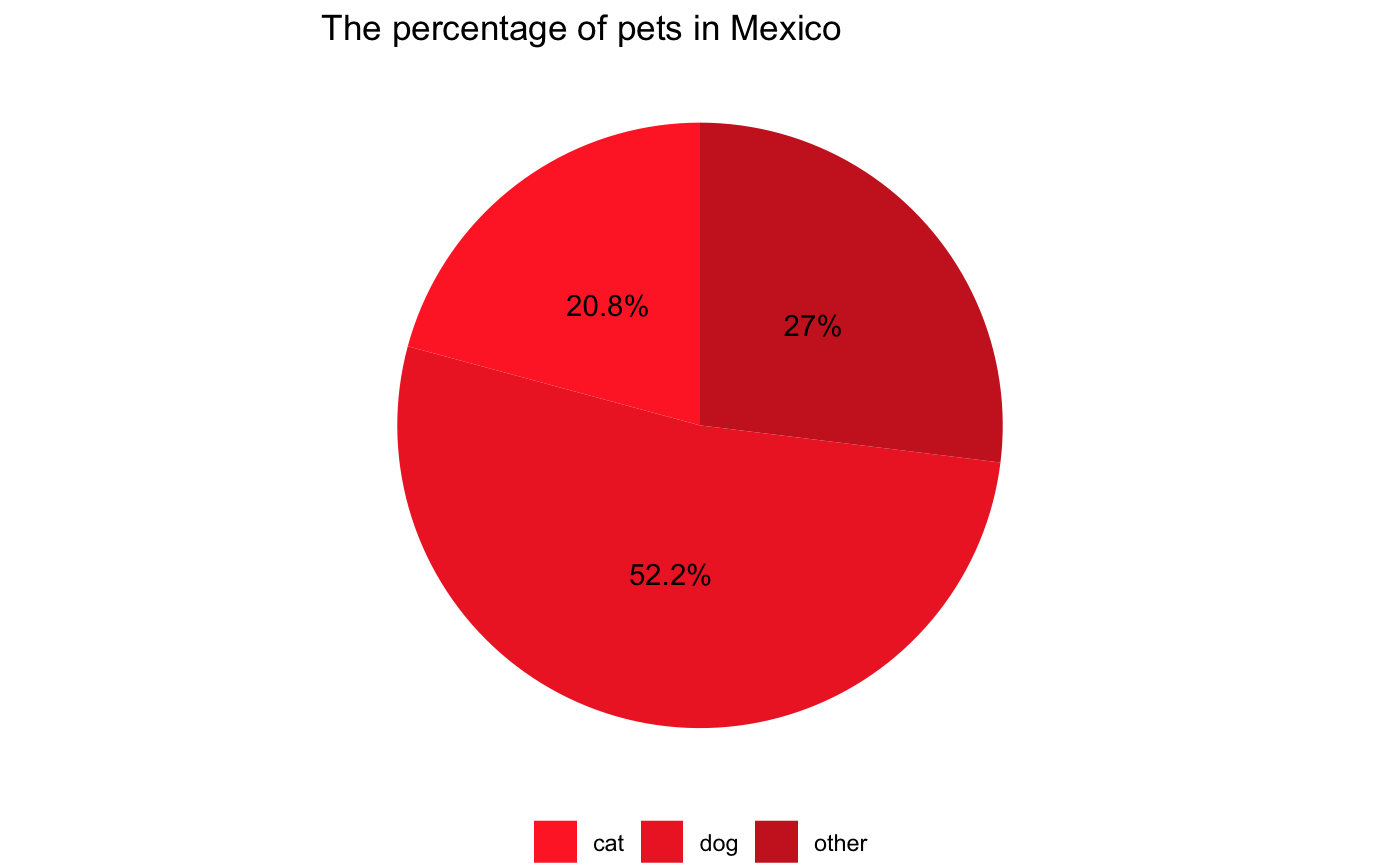 The percentage of pets in Mexico
20.8%
27%
52.2%
cat dog other